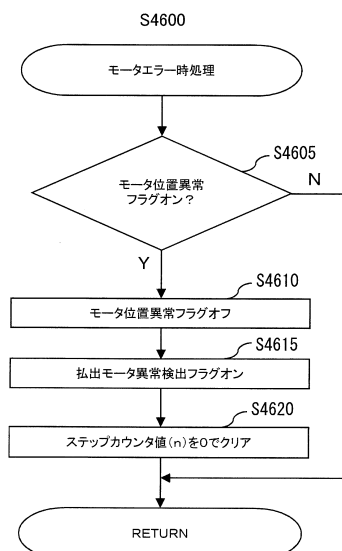 S4600
モータエラー時処理
S4605
モータ位置異常
フラグオン？
N
Y
S4610
モータ位置異常フラグオフ
S4615
払出モータ異常検出フラグオン
S4620
ステップカウンタ値(n)を0でクリア
RETURN